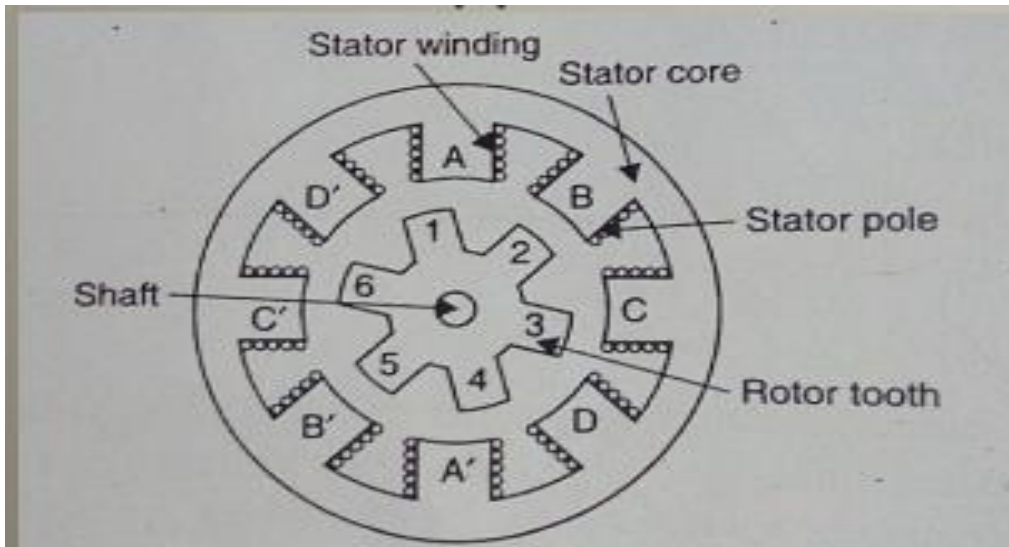 Stator winding
Stator core
A
B
D′
Stator pole
1
2
6
Shaft
C′
3
C
5
4
Rotor tooth
B′
D
A′